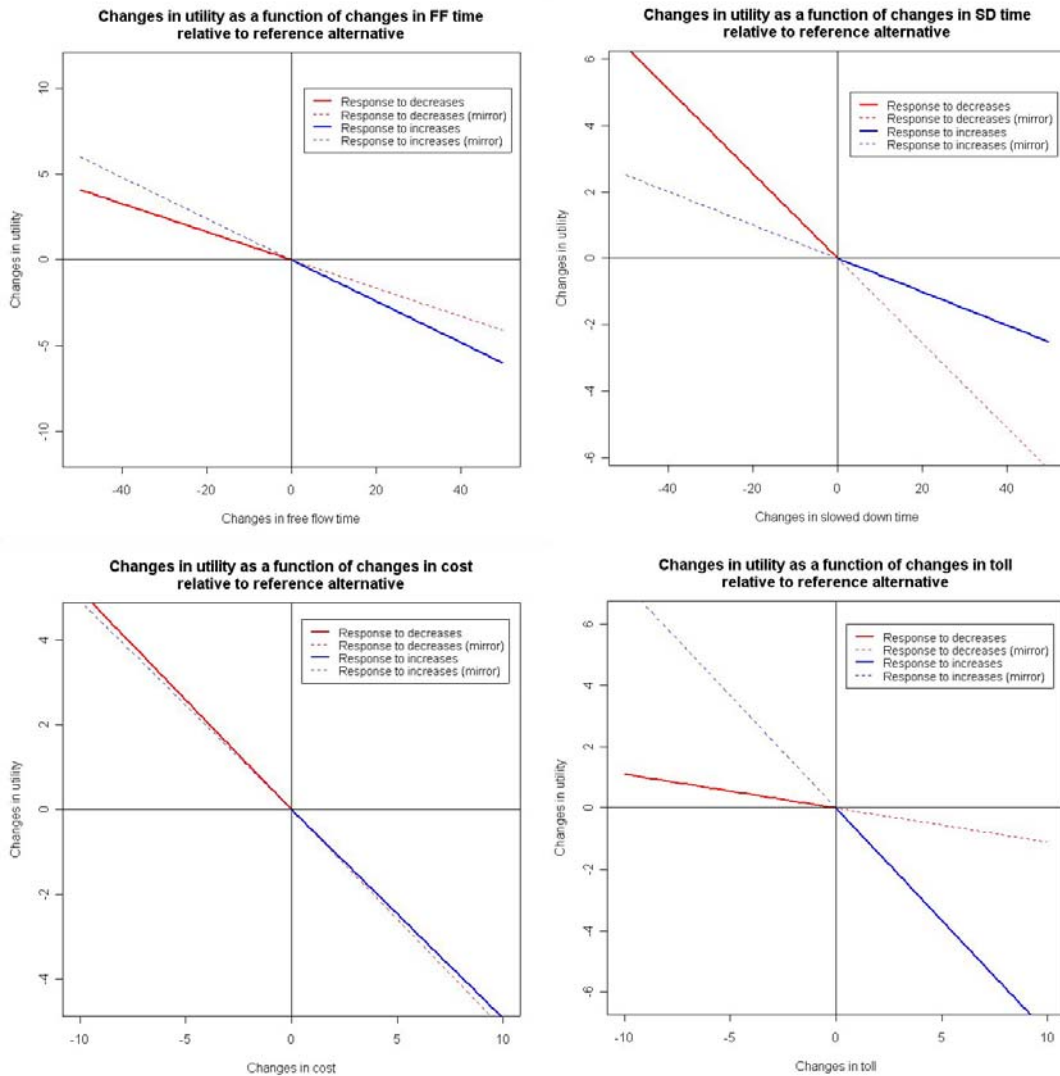 Changes in utility as a function of changes in FF time
relative to reference alternative
Changes in utility
10
5
0
-5
-10
Response to decreases
Response to decreases (mirror)
Response to increases
Response to increases (mirror)
-40
-20
0
20
40
Changes in free flow time
Changes in utility as a function of changes in SD time
relative to reference alternative
Changes in utility
6
4
2
0
-2
-4
-6
Response to decreases
Response to decreases (mirror)
Response to increases
Response to increases (mirror)
-40
-20
0
20
40
Changes in slowed down time
Changes in utility as a function of changes in cost
relative to reference alternative
Changes in utility
4
2
0
-2
-4
Response to decreases
Response to decreases (mirror)
Response to increases
Response to increases (mirror)
-10
-5
0
5
10
Changes in cost
Changes in utility as a function of changes in toll
relative to reference alternative
Changes in utility
6
4
2
0
-2
-4
-6
Response to decreases
Response to decreases (mirror)
Response to increases
Response to increases (mirror)
-10
-5
0
5
10
Changes in toll